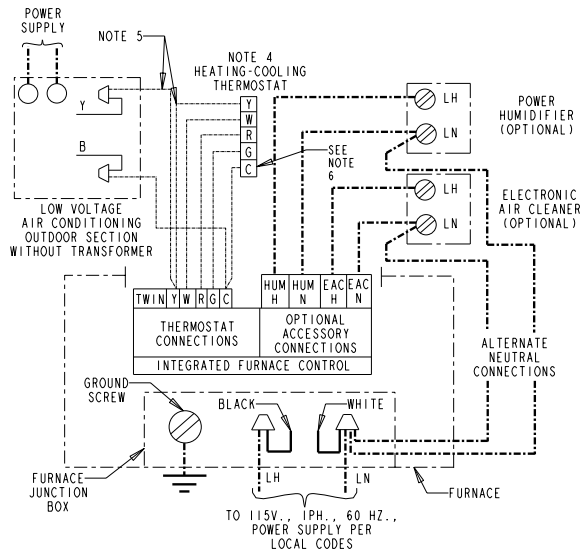 POWER
SUPPLY
NOTE 5
NOTE 4
HEATING-COOLING
THERMOSTAT
Y
B
Y
W
R
G
C
SEE
NOTE
6
LH
LN
POWER
HUMIDIFIER
(OPTIONAL)
LH
LN
ELECTRONIC
AIR CLEANER
(OPTIONAL)
LOW VOLTAGE
AIR CONDITIONING
OUTDOOR SECTION
WITHOUT TRANSFORMER
TWIN Y W R G C
HUM H
HUM N
EAC H
EAC N
THERMOSTAT
CONNECTIONS
OPTIONAL
ACCESSORY
CONNECTIONS
INTEGRATED FURNACE CONTROL
ALTERNATE
NEUTRAL
CONNECTIONS
GROUND
SCREW
BLACK
WHITE
FURNACE
JUNCTION
BOX
LH
LN
FURNACE
TO 115V., 1PH., 60 HZ.,
POWER SUPPLY PER
LOCAL CODES